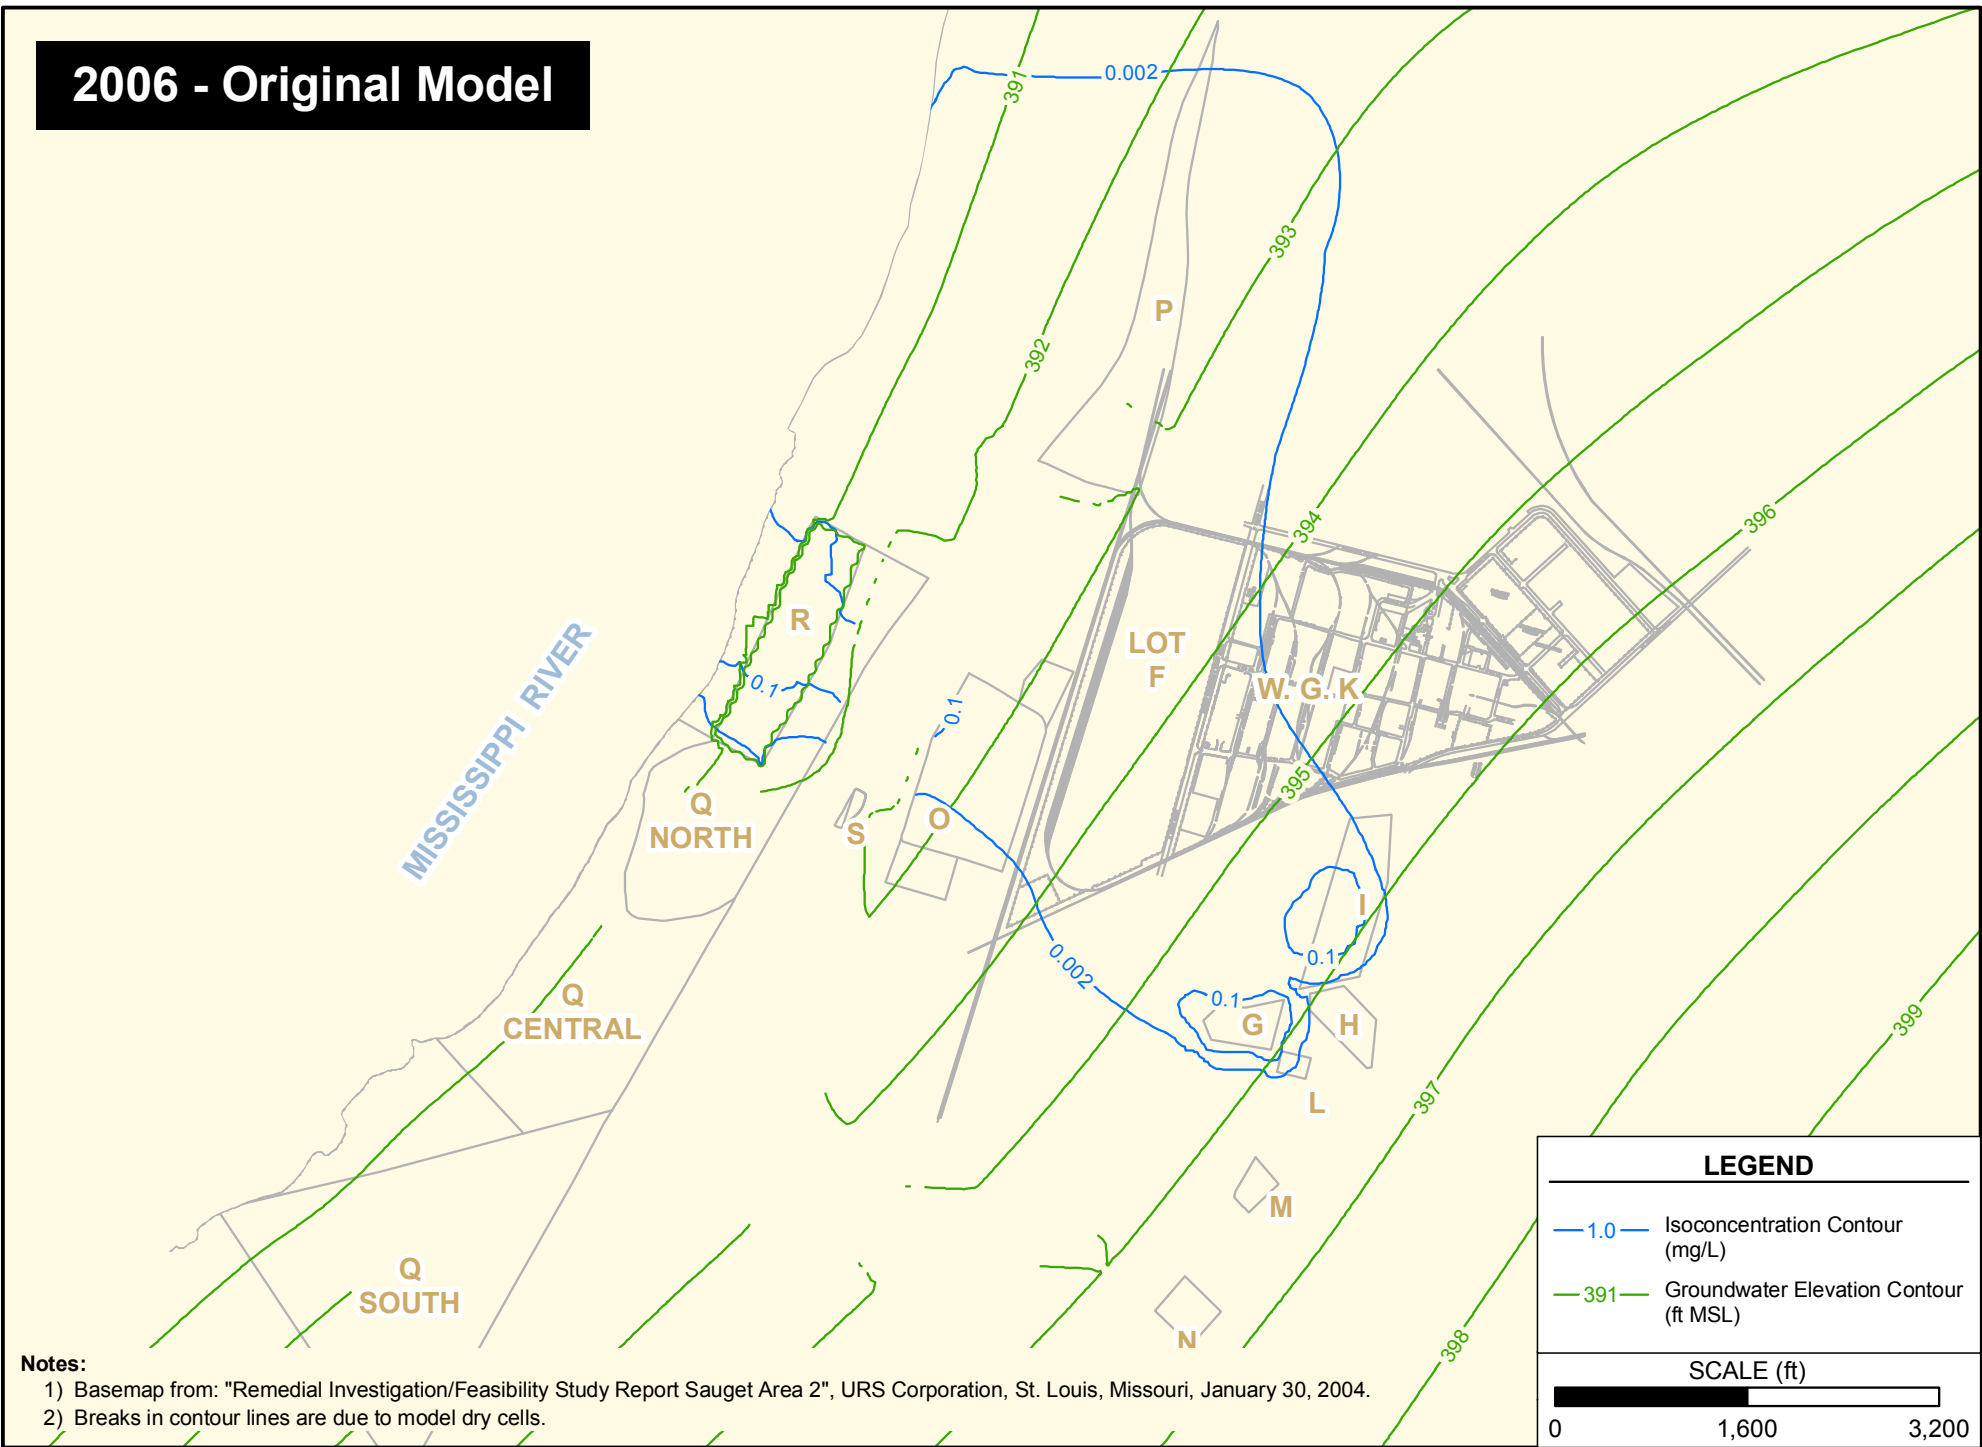 2006 - Original Model
391
0.002
393
P
392
396
394
R
LOT
F
W. G. K
0.1
0.1
395
MISSISSIPPI RIVER
Q
NORTH
S
O
I
0.1
0.002
Q
CENTRAL
0.1
G
H
399
397
L
M
Q
SOUTH
N
398
LEGEND
1.0 Isoconcentration Contour
(mg/L)
391 Groundwater Elevation Contour
(ft MSL)
SCALE (ft)
0 1,600 3,200
Notes:
1) Basemap from: "Remedial Investigation/Feasibility Study Report Sauget Area 2", URS Corporation, St. Louis, Missouri, January 30, 2004.
2) Breaks in contour lines are due to model dry cells.